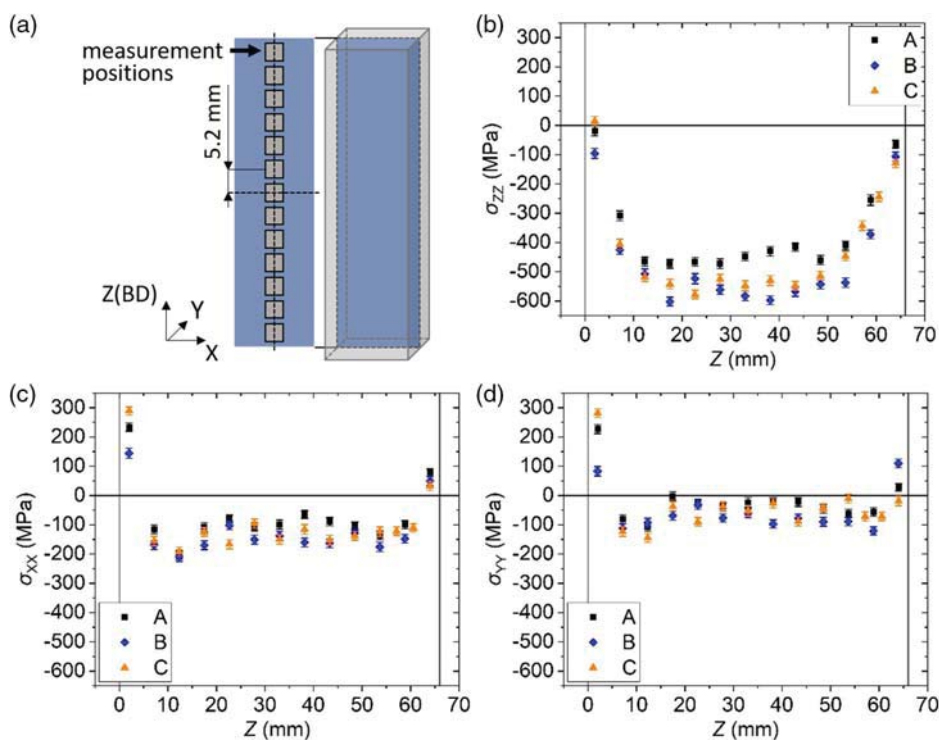 (a)
measurement
positions
5.2 mm
Z(BD)
Y
X
(b)
300
200
100
0
-100
-200
-300
-400
-500
-600
σZZ (MPa)
A
B
C
0 10 20 30 40 50 60 70
Z (mm)
(c)
300
200
100
0
-100
-200
-300
-400
-500
-600
σXX (MPa)
A
B
C
0 10 20 30 40 50 60 70
Z (mm)
(d)
300
200
100
0
-100
-200
-300
-400
-500
-600
σYY (MPa)
A
B
C
0 10 20 30 40 50 60 70
Z (mm)